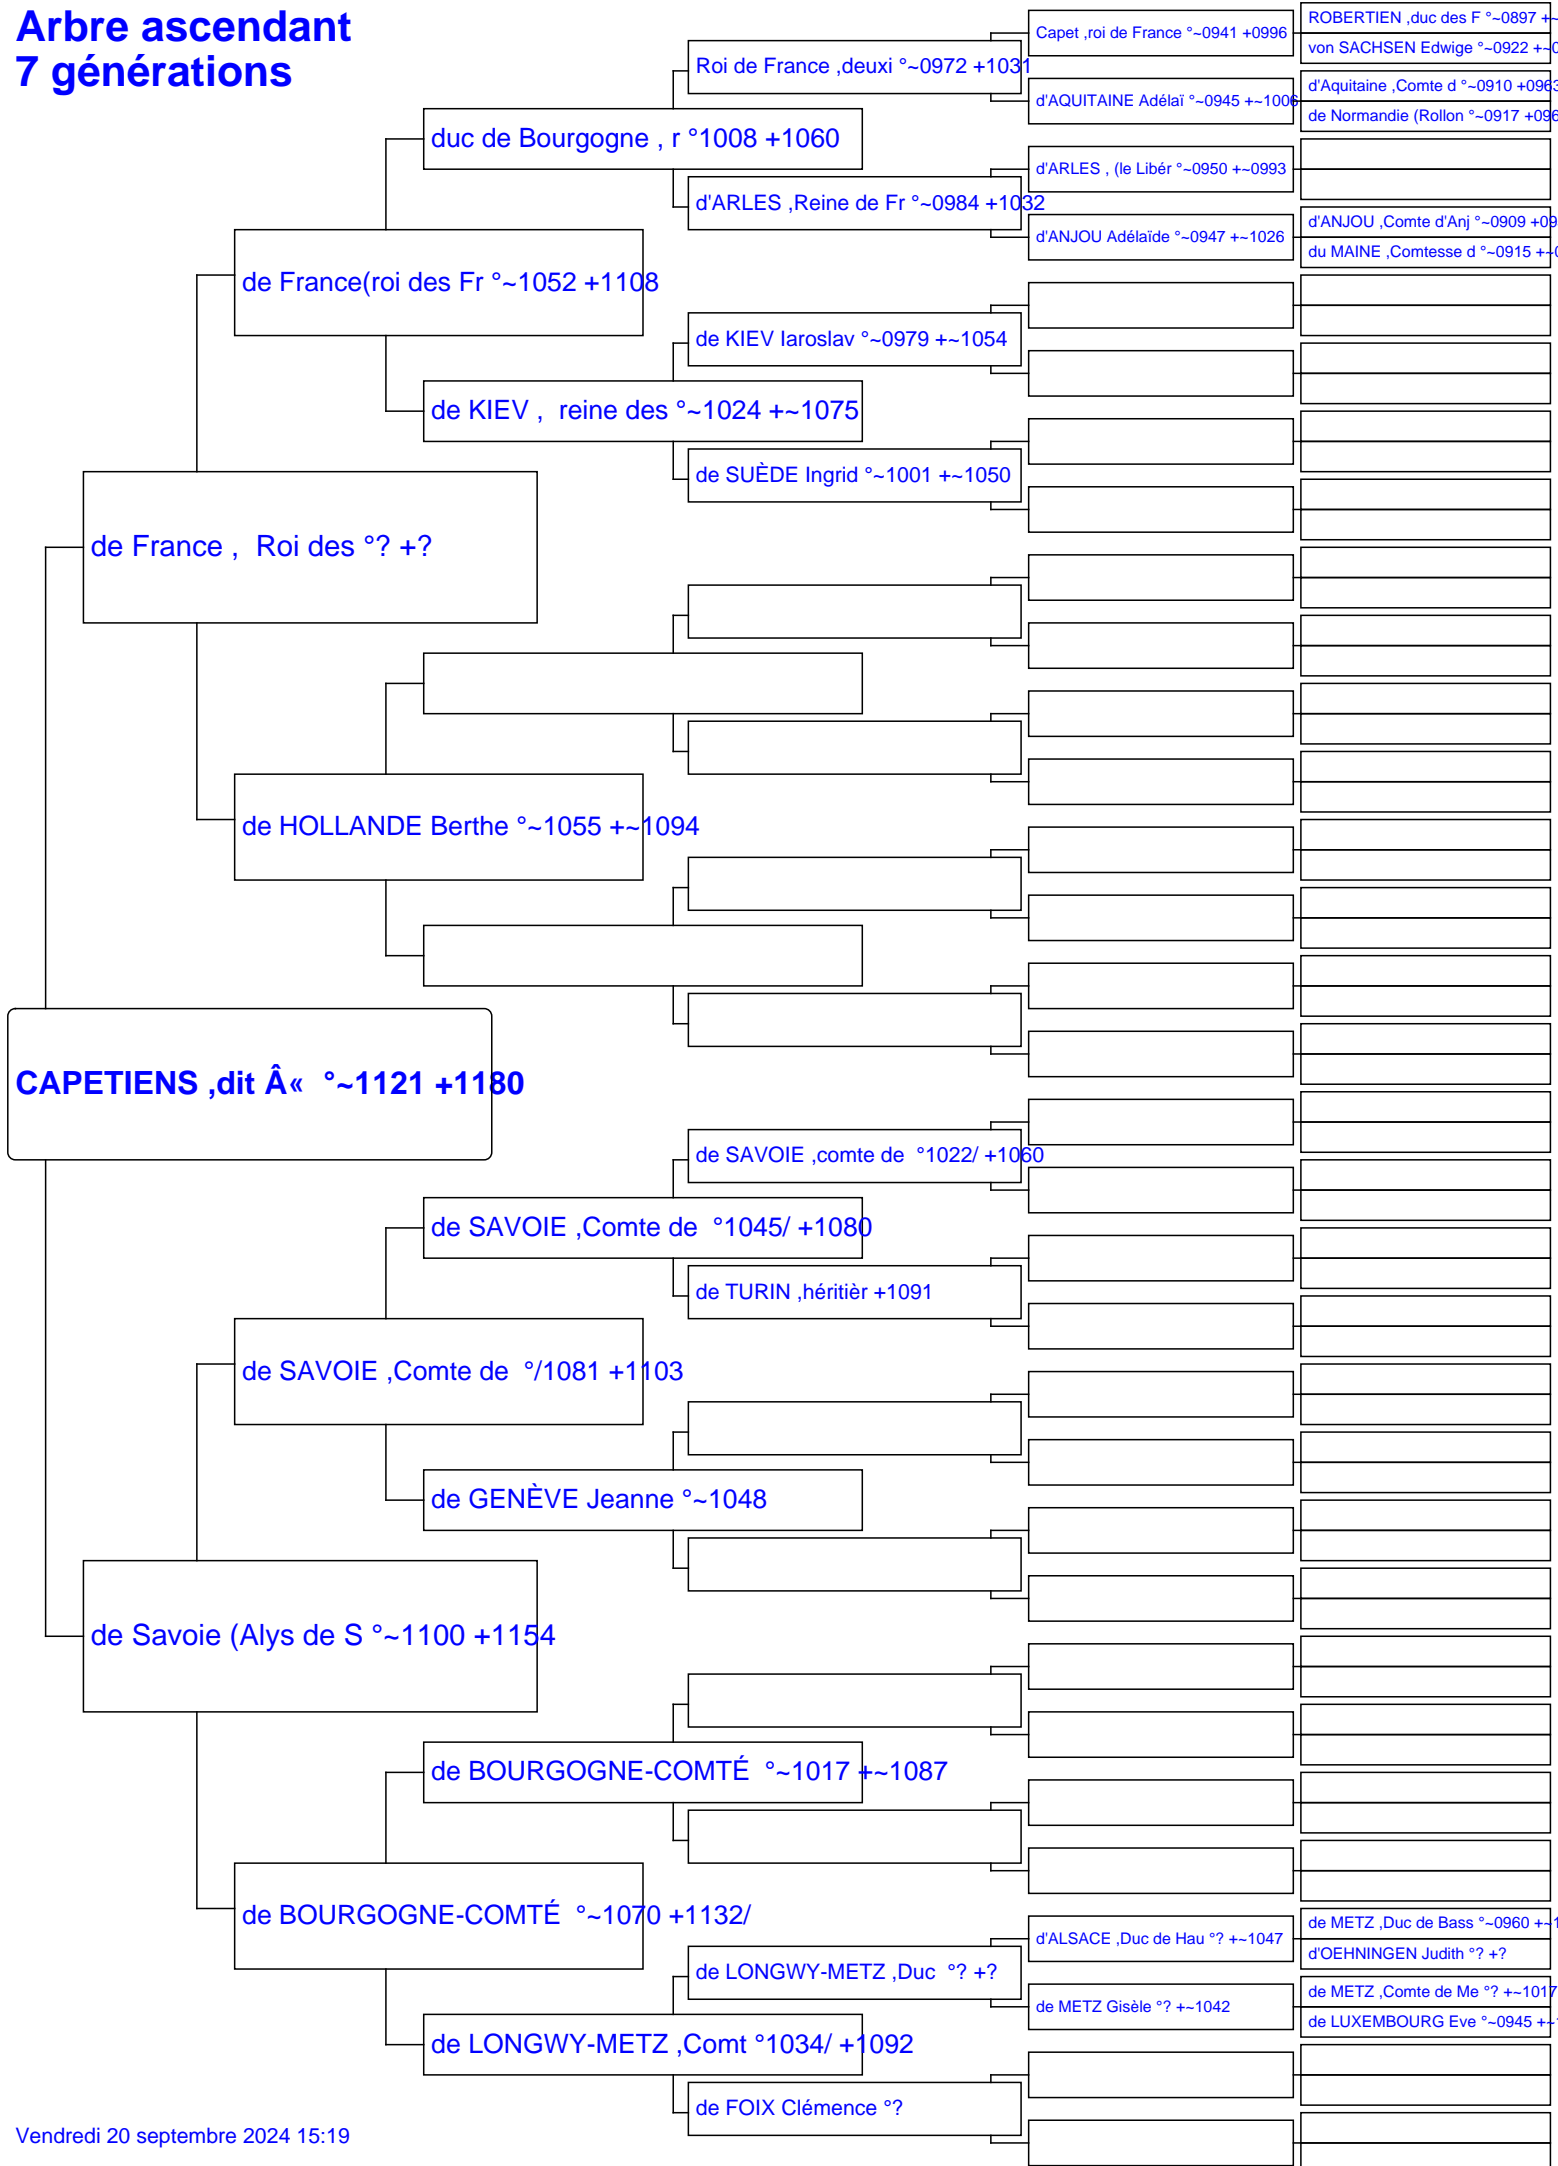 Arbre ascendant
7 générations
Capet ,roi de France °~0941 +0996
ROBERTIEN ,duc des F °~0897 +~
von SACHSEN Edwige °~0922 +~0
Roi de France ,deuxi °~0972 +1031
d'AQUITAINE Adélaï °~0945 +~1006
d'Aquitaine ,Comte d °~0910 +0963
de Normandie (Rollon °~0917 +096
duc de Bourgogne , r °1008 +1060
d'ARLES , (le Libér °~0950 +~0993
d'ARLES ,Reine de Fr °~0984 +1032
d'ANJOU Adélaïde °~0947 +~1026
d'ANJOU ,Comte d'Anj °~0909 +09
du MAINE ,Comtesse d °~0915 +~0
de France(roi des Fr °~1052 +1108
de KIEV Iaroslav °~0979 +~1054
de KIEV ,  reine des °~1024 +~1075
de SUÈDE Ingrid °~1001 +~1050
de France ,  Roi des °? +?
de HOLLANDE Berthe °~1055 +~1094
CAPETIENS ,dit Â«  °~1121 +1180
de SAVOIE ,comte de  °1022/ +1060
de SAVOIE ,Comte de  °1045/ +1080
de TURIN ,héritièr +1091
de SAVOIE ,Comte de  °/1081 +1103
de GENÈVE Jeanne °~1048
de Savoie (Alys de S °~1100 +1154
de BOURGOGNE-COMTÉ  °~1017 +~1087
de BOURGOGNE-COMTÉ  °~1070 +1132/
d'ALSACE ,Duc de Hau °? +~1047
de METZ ,Duc de Bass °~0960 +~1
d'OEHNINGEN Judith °? +?
de LONGWY-METZ ,Duc  °? +?
de METZ Gisèle °? +~1042
de METZ ,Comte de Me °? +~1017
de LUXEMBOURG Eve °~0945 +~1
de LONGWY-METZ ,Comt °1034/ +1092
de FOIX Clémence °?
Vendredi 20 septembre 2024 15:19